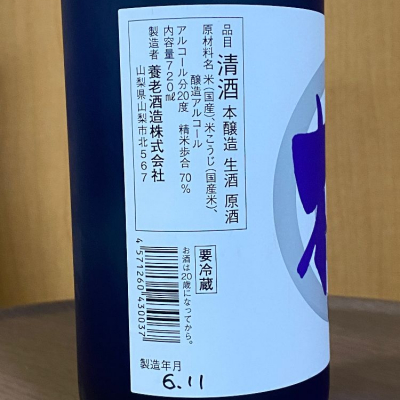 品目 清酒 本醸造 生酒 原酒
原材料名 米(国産)、米こうじ(国産米)、
醸造アルコール
アルコール分20度 精米歩合 70%
内容量720mℓ
製造者 養老酒造株式会社
山梨県山梨市北567
要冷蔵
お酒は20歳になってから。
4571260430037
製造年月
6.11